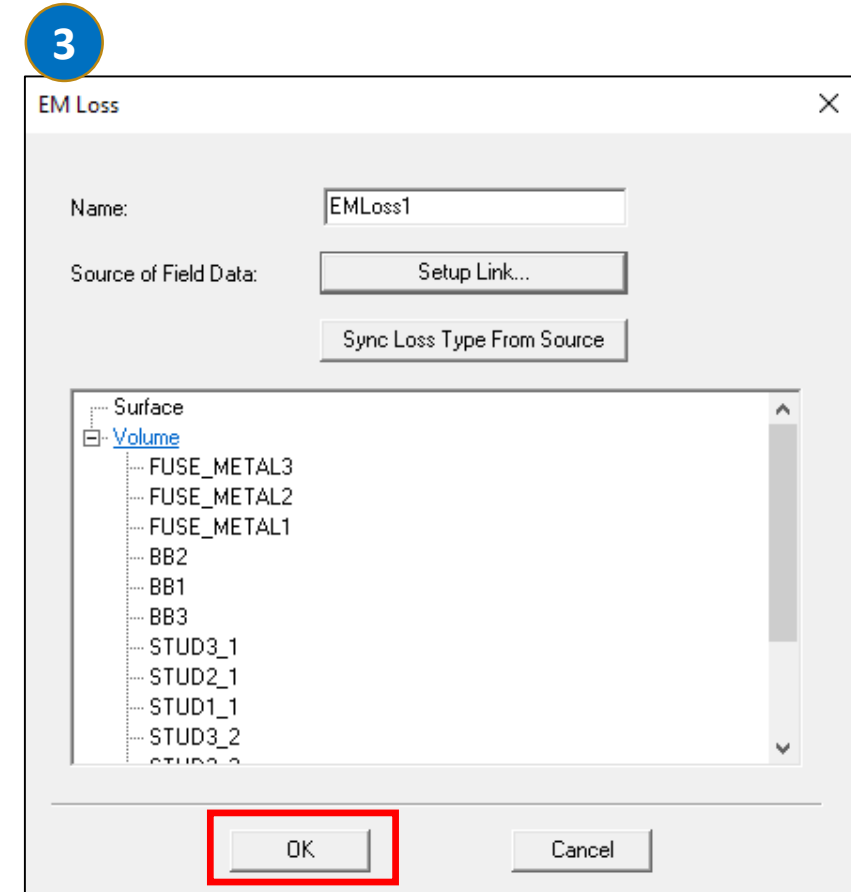 3
EM Loss
Name: EMLoss1
Source of Field Data: Setup Link...
Sync Loss Type From Source
Surface
Volume
FUSE_METAL3
FUSE_METAL2
FUSE_METAL1
BB2
BB1
BB3
STUD3_1
STUD2_1
STUD1_1
STUD3_2
OK Cancel